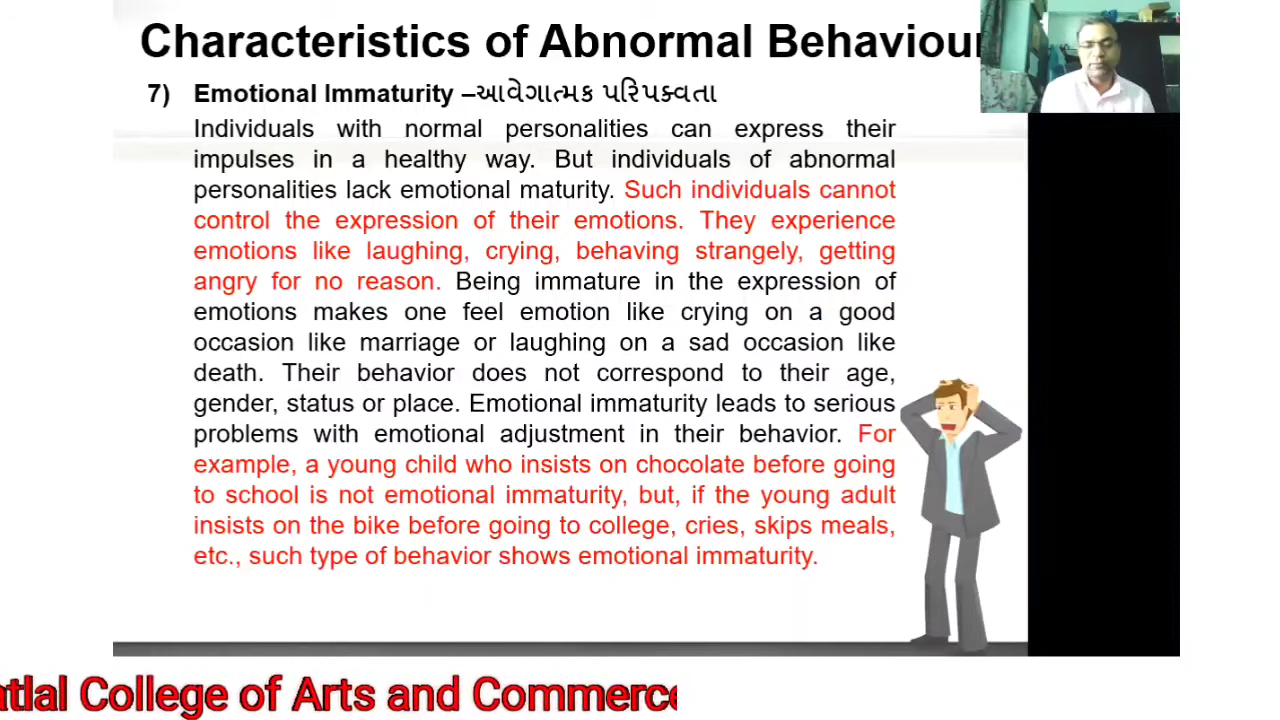 Characteristics of Abnormal Behaviour
7) Emotional Immaturity –આવેગાત્મક પરિપક્વતા
Individuals with normal personalities can express their
impulses in a healthy way. But individuals of abnormal
personalities lack emotional maturity. Such individuals cannot
control the expression of their emotions. They experience
emotions like laughing, crying, behaving strangely, getting
angry for no reason. Being immature in the expression of
emotions makes one feel emotion like crying on a good
occasion like marriage or laughing on a sad occasion like
death. Their behavior does not correspond to their age,
gender, status or place. Emotional immaturity leads to serious
problems with emotional adjustment in their behavior. For
example, a young child who insists on chocolate before going
to school is not emotional immaturity, but, if the young adult
insists on the bike before going to college, cries, skips meals,
etc., such type of behavior shows emotional immaturity.
atlal College of Arts and Commerce